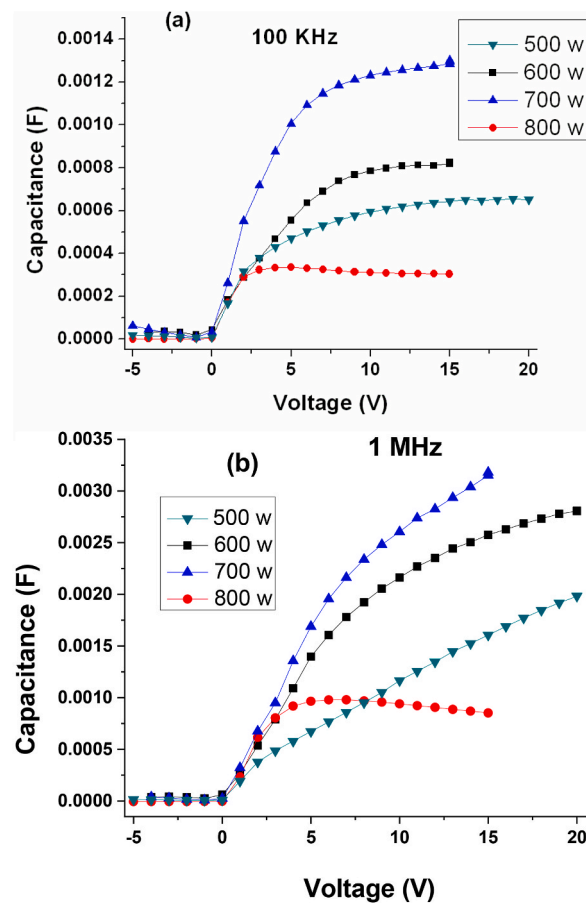 (a)
100 KHz
500 w
600 w
700 w
800 w
Capacitance (F)
0.0014
0.0012
0.0010
0.0008
0.0006
0.0004
0.0002
0.0000
-5 0 5 10 15 20
Voltage (V)
(b)
1 MHz
500 w
600 w
700 w
800 w
Capacitance (F)
0.0035
0.0030
0.0025
0.0020
0.0015
0.0010
0.0005
0.0000
-5 0 5 10 15 20
Voltage (V)